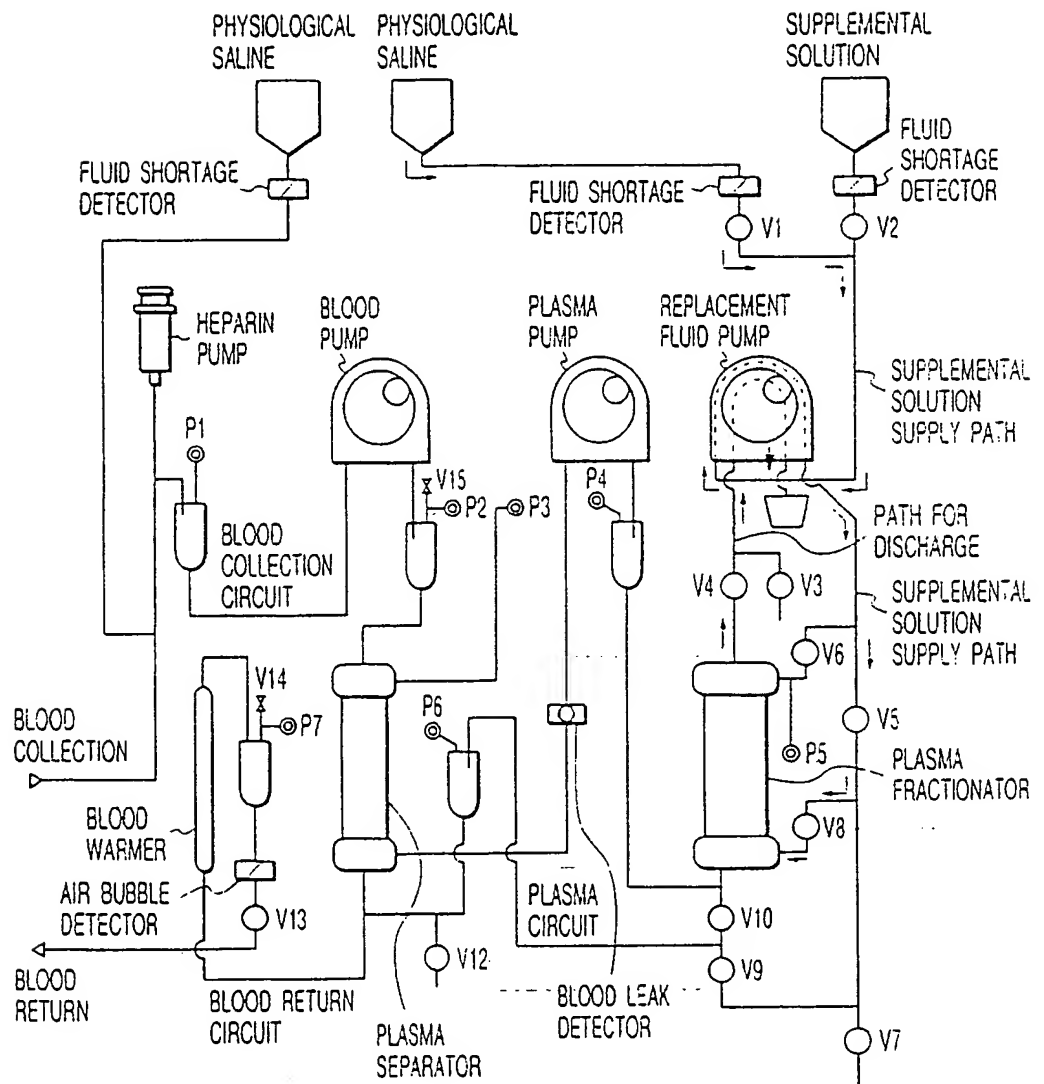 PHYSIOLOGICAL
SALINE
PHYSIOLOGICAL
SALINE
SUPPLEMENTAL
SOLUTION
FLUID SHORTAGE
DETECTOR
FLUID SHORTAGE
DETECTOR
FLUID
SHORTAGE
DETECTOR
V1
V2
HEPARIN
PUMP
BLOOD
PUMP
PLASMA
PUMP
REPLACEMENT
FLUID PUMP
SUPPLEMENTAL
SOLUTION
SUPPLY PATH
P1
V15
P2
P3
P4
BLOOD
COLLECTION
CIRCUIT
PATH FOR
DISCHARGE
V4
V3
SUPPLEMENTAL
SOLUTION
SUPPLY PATH
V6
V14
P7
P6
V5
P5
BLOOD
COLLECTION
PLASMA
FRACTIONATOR
BLOOD
WARMER
V8
AIR BUBBLE
DETECTOR
V13
PLASMA
CIRCUIT
V10
V12
V9
BLOOD
RETURN
BLOOD RETURN
CIRCUIT
BLOOD LEAK
DETECTOR
PLASMA
SEPARATOR
V7